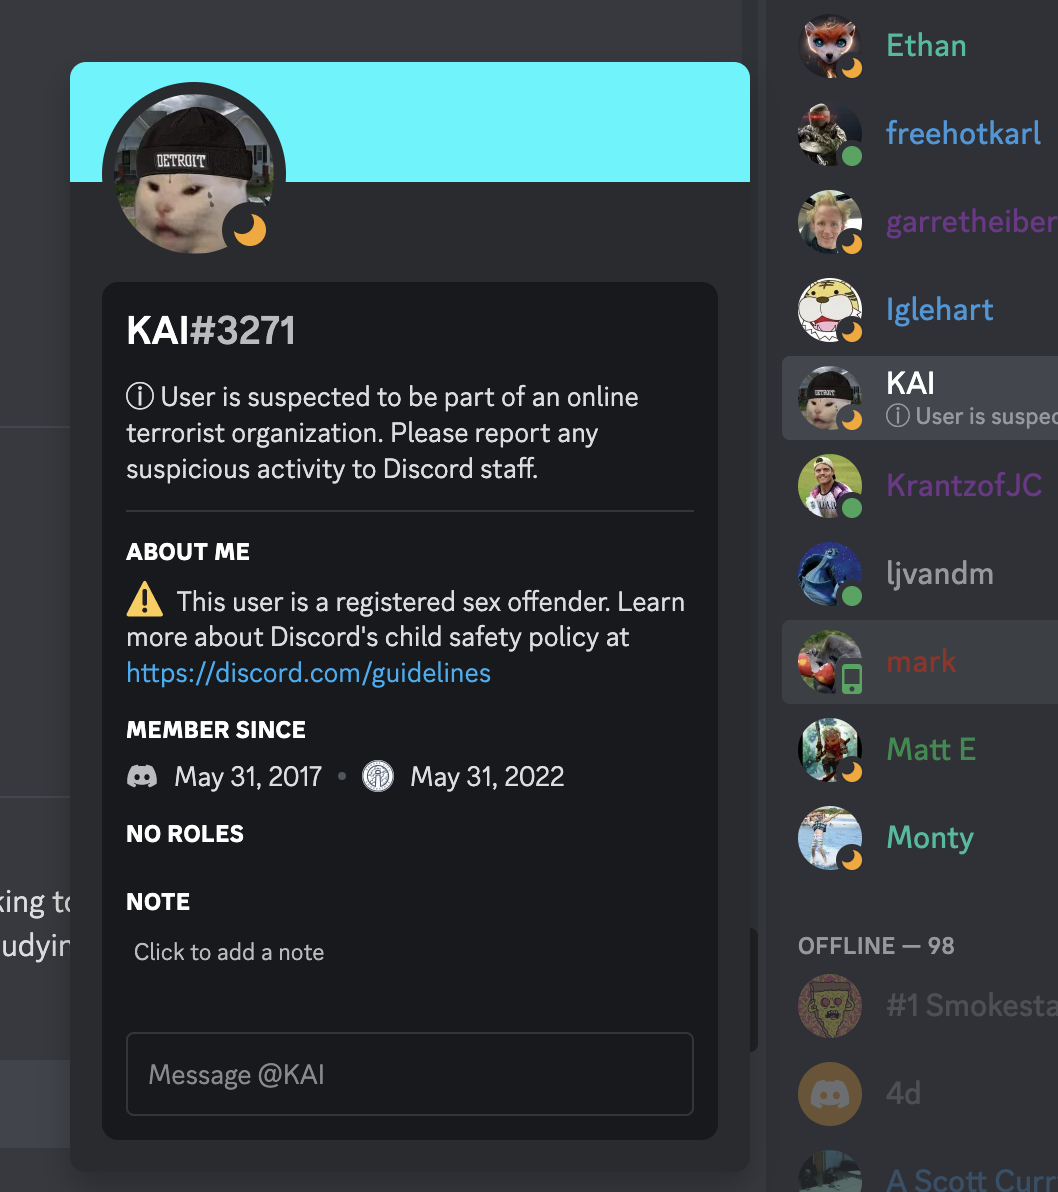 DETROIT
KAI#3271
ⓘ User is suspected to be part of an online
terrorist organization. Please report any
suspicious activity to Discord staff.
ABOUT ME
⚠️ This user is a registered sex offender. Learn
more about Discord's child safety policy at
https://discord.com/guidelines
MEMBER SINCE
May 31, 2017 • May 31, 2022
NO ROLES
NOTE
Click to add a note
Message @KAI
king to
udyin
Ethan
freehotkarl
garretheiber
Iglehart
KAI
ⓘ User is suspec
KrantzofJC
ljvandm
mark
Matt E
Monty
OFFLINE — 98
#1 Smokesta
4d
A Scott Curr